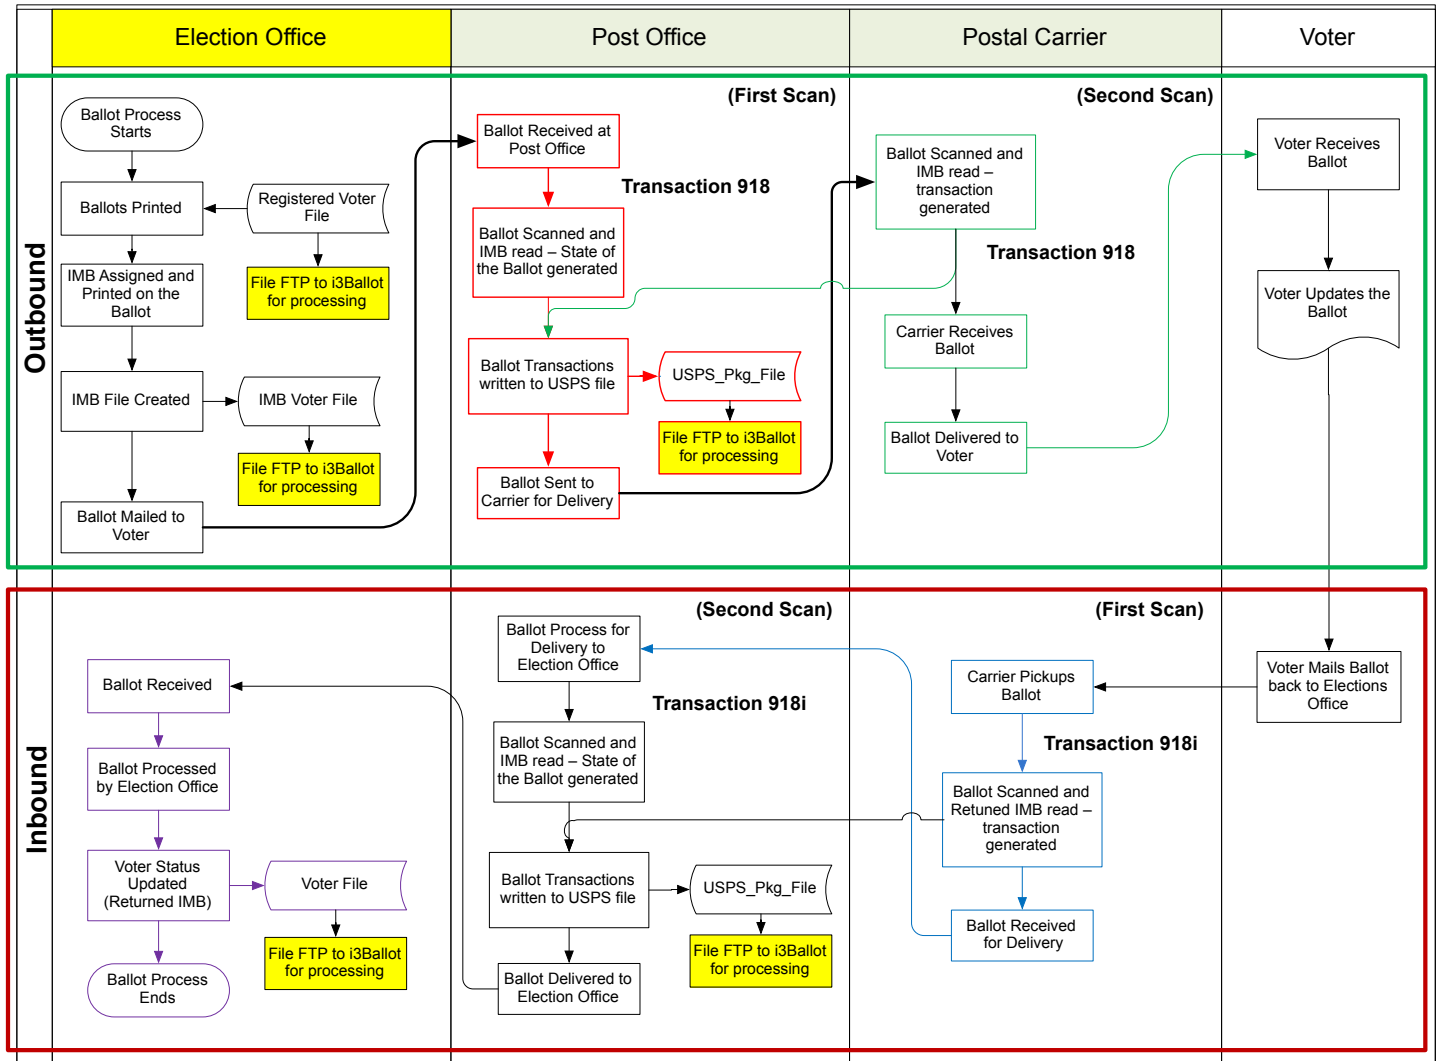 Election Office
Post Office
Postal Carrier
Voter
Outbound
Ballot Process
Starts
Ballots Printed
Registered Voter
File
File FTP to i3Ballot
for processing
IMB Assigned and
Printed on the
Ballot
IMB File Created
IMB Voter File
File FTP to i3Ballot
for processing
Ballot Mailed to
Voter
(First Scan)
Ballot Received at
Post Office
Transaction 918
Ballot Scanned and
IMB read – State of
the Ballot generated
Ballot Transactions
written to USPS file
USPS_Pkg_File
File FTP to i3Ballot
for processing
Ballot Sent to
Carrier for Delivery
(Second Scan)
Ballot Scanned and
IMB read –
transaction
generated
Transaction 918
Carrier Receives
Ballot
Ballot Delivered to
Voter
Voter Receives
Ballot
Voter Updates the
Ballot
Inbound
Voter Mails Ballot
back to Elections
Office
(First Scan)
Carrier Pickups
Ballot
Transaction 918i
Ballot Scanned and
Retuned IMB read –
transaction
generated
Ballot Received
for Delivery
(Second Scan)
Ballot Process for
Delivery to
Election Office
Transaction 918i
Ballot Scanned and
IMB read – State of
the Ballot generated
Ballot Transactions
written to USPS file
USPS_Pkg_File
File FTP to i3Ballot
for processing
Ballot Delivered to
Election Office
Ballot Received
Ballot Processed
by Election Office
Voter Status
Updated
(Returned IMB)
Voter File
File FTP to i3Ballot
for processing
Ballot Process
Ends